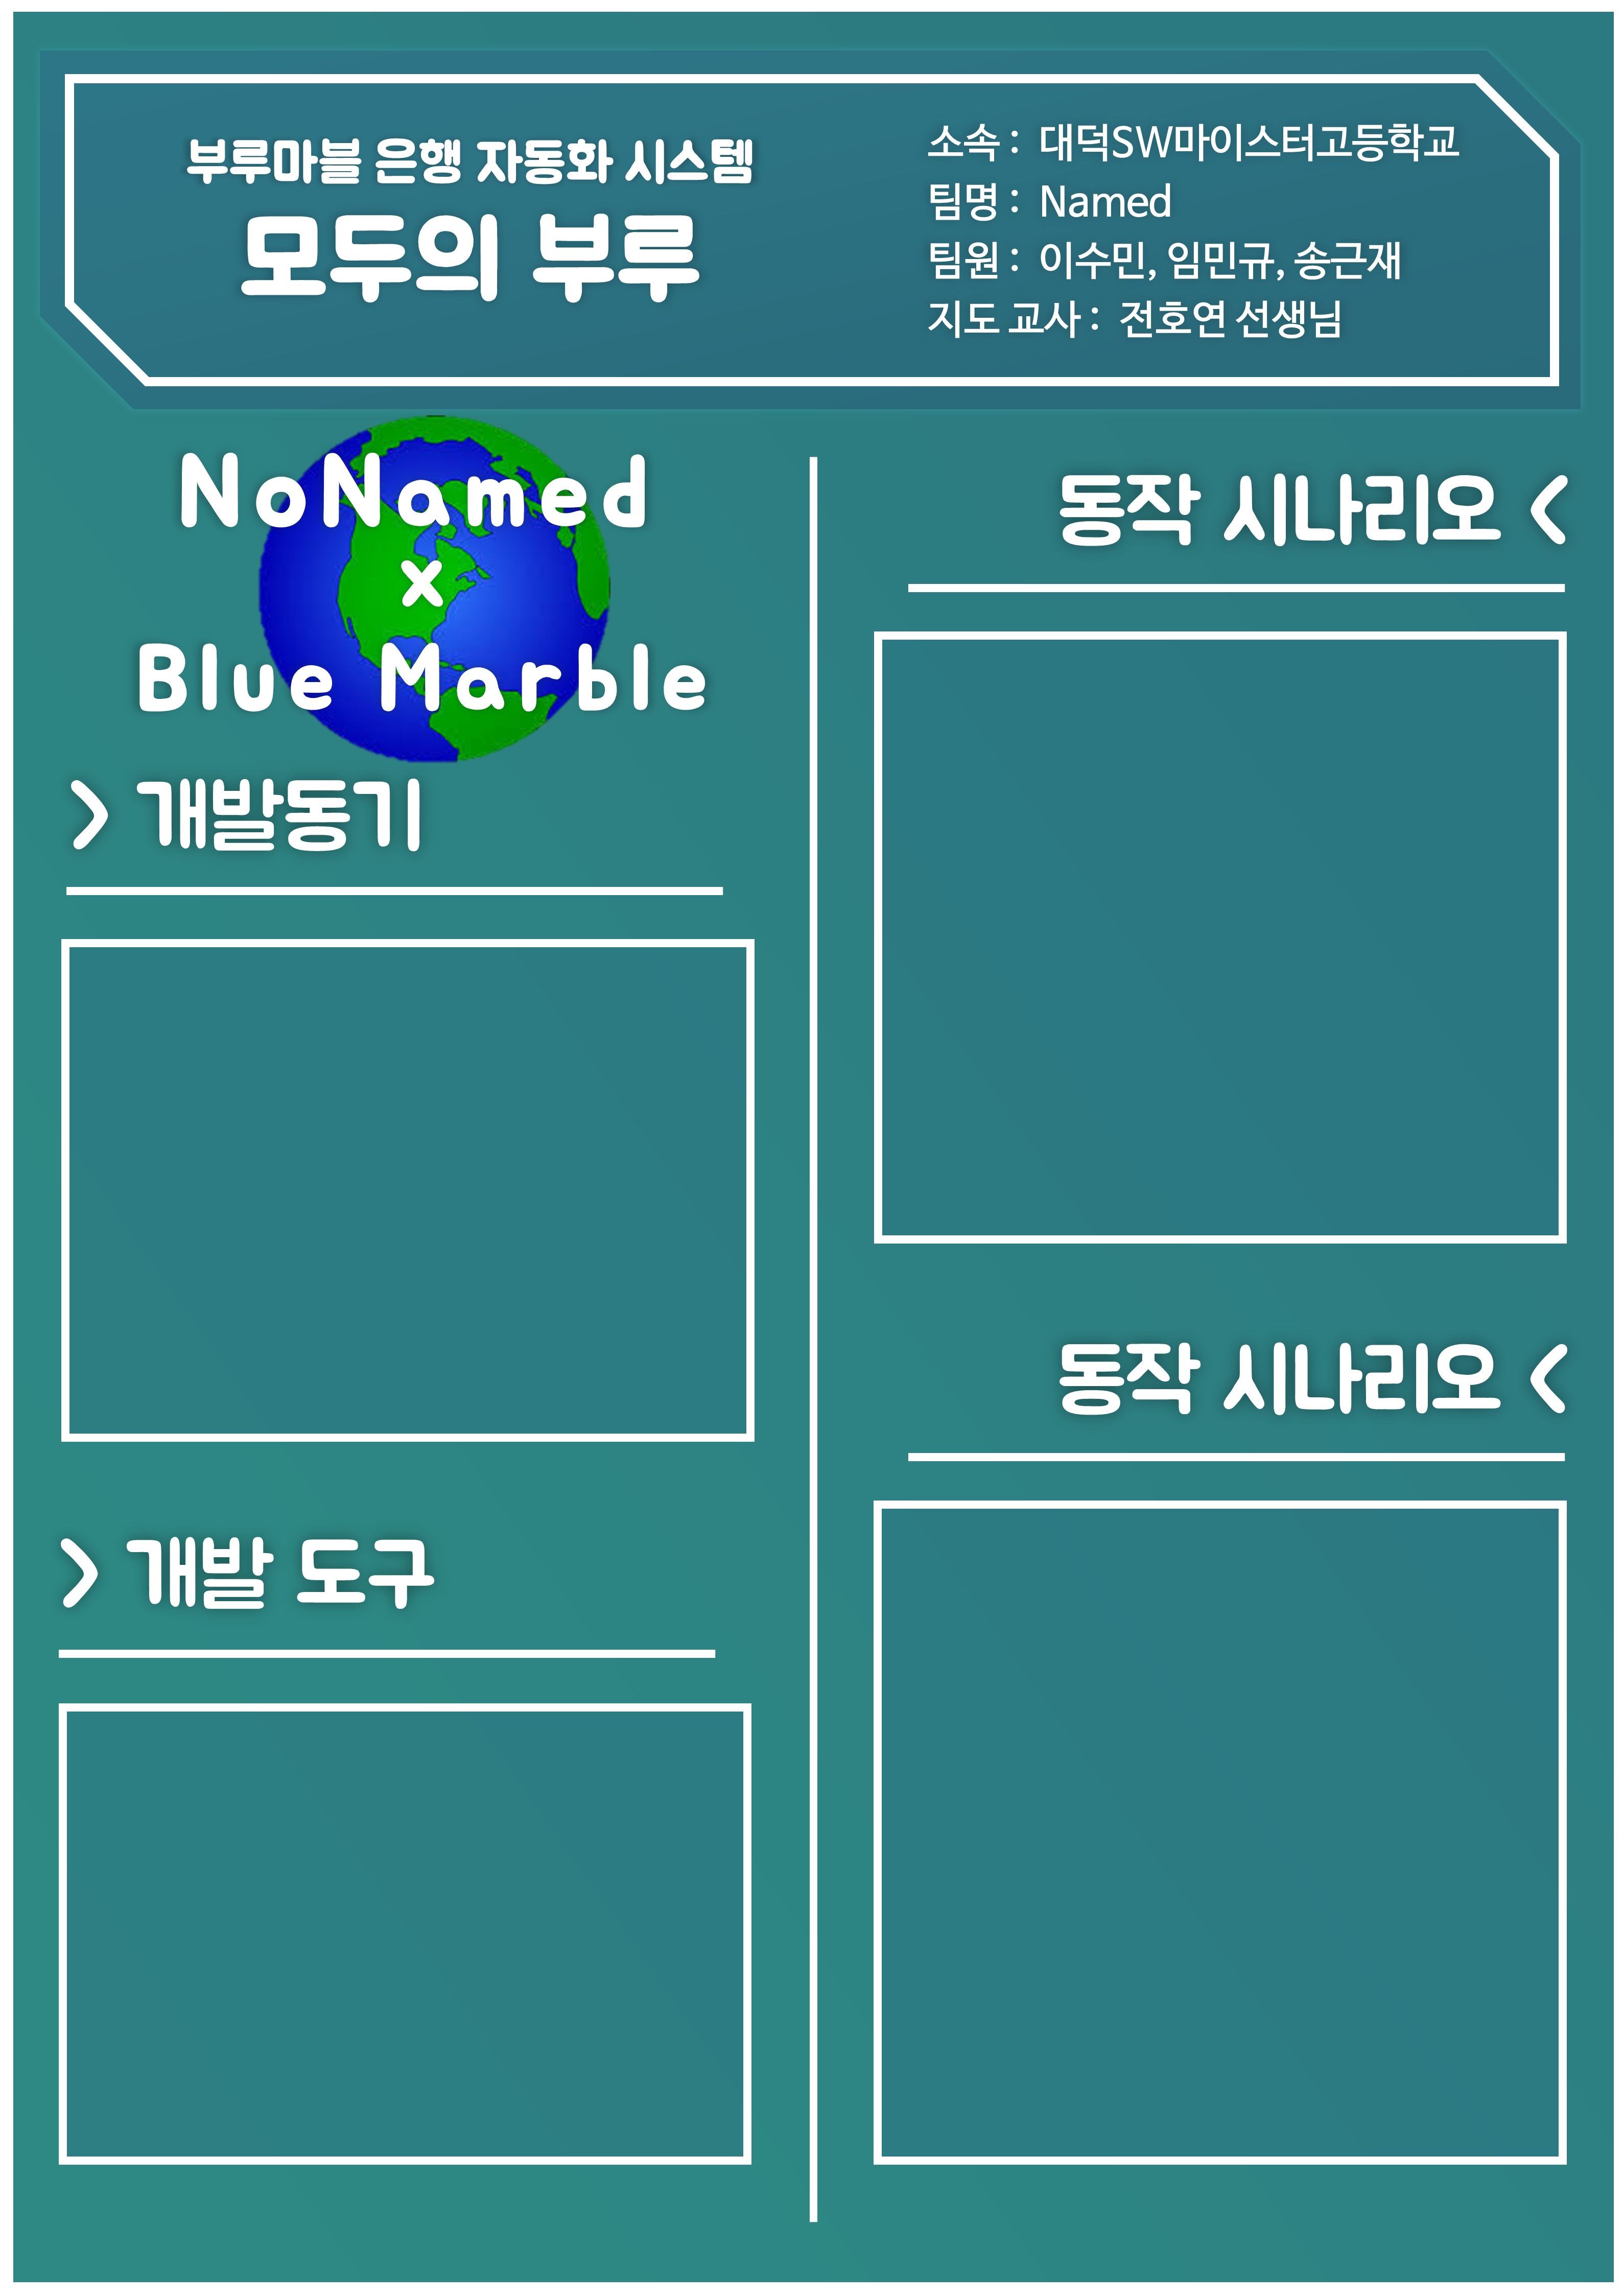 부루마블 은행 자동화 시스템
모두의 부루
소속 : 대덕SW마이스터고등학교
팀명 : Named
팀원 : 이수민, 임민규, 송근재
지도 교사 : 전호연 선생님
NoNamed
x
Blue Marble
> 개발동기
> 개발 도구
동작 시나리오 <
동작 시나리오 <